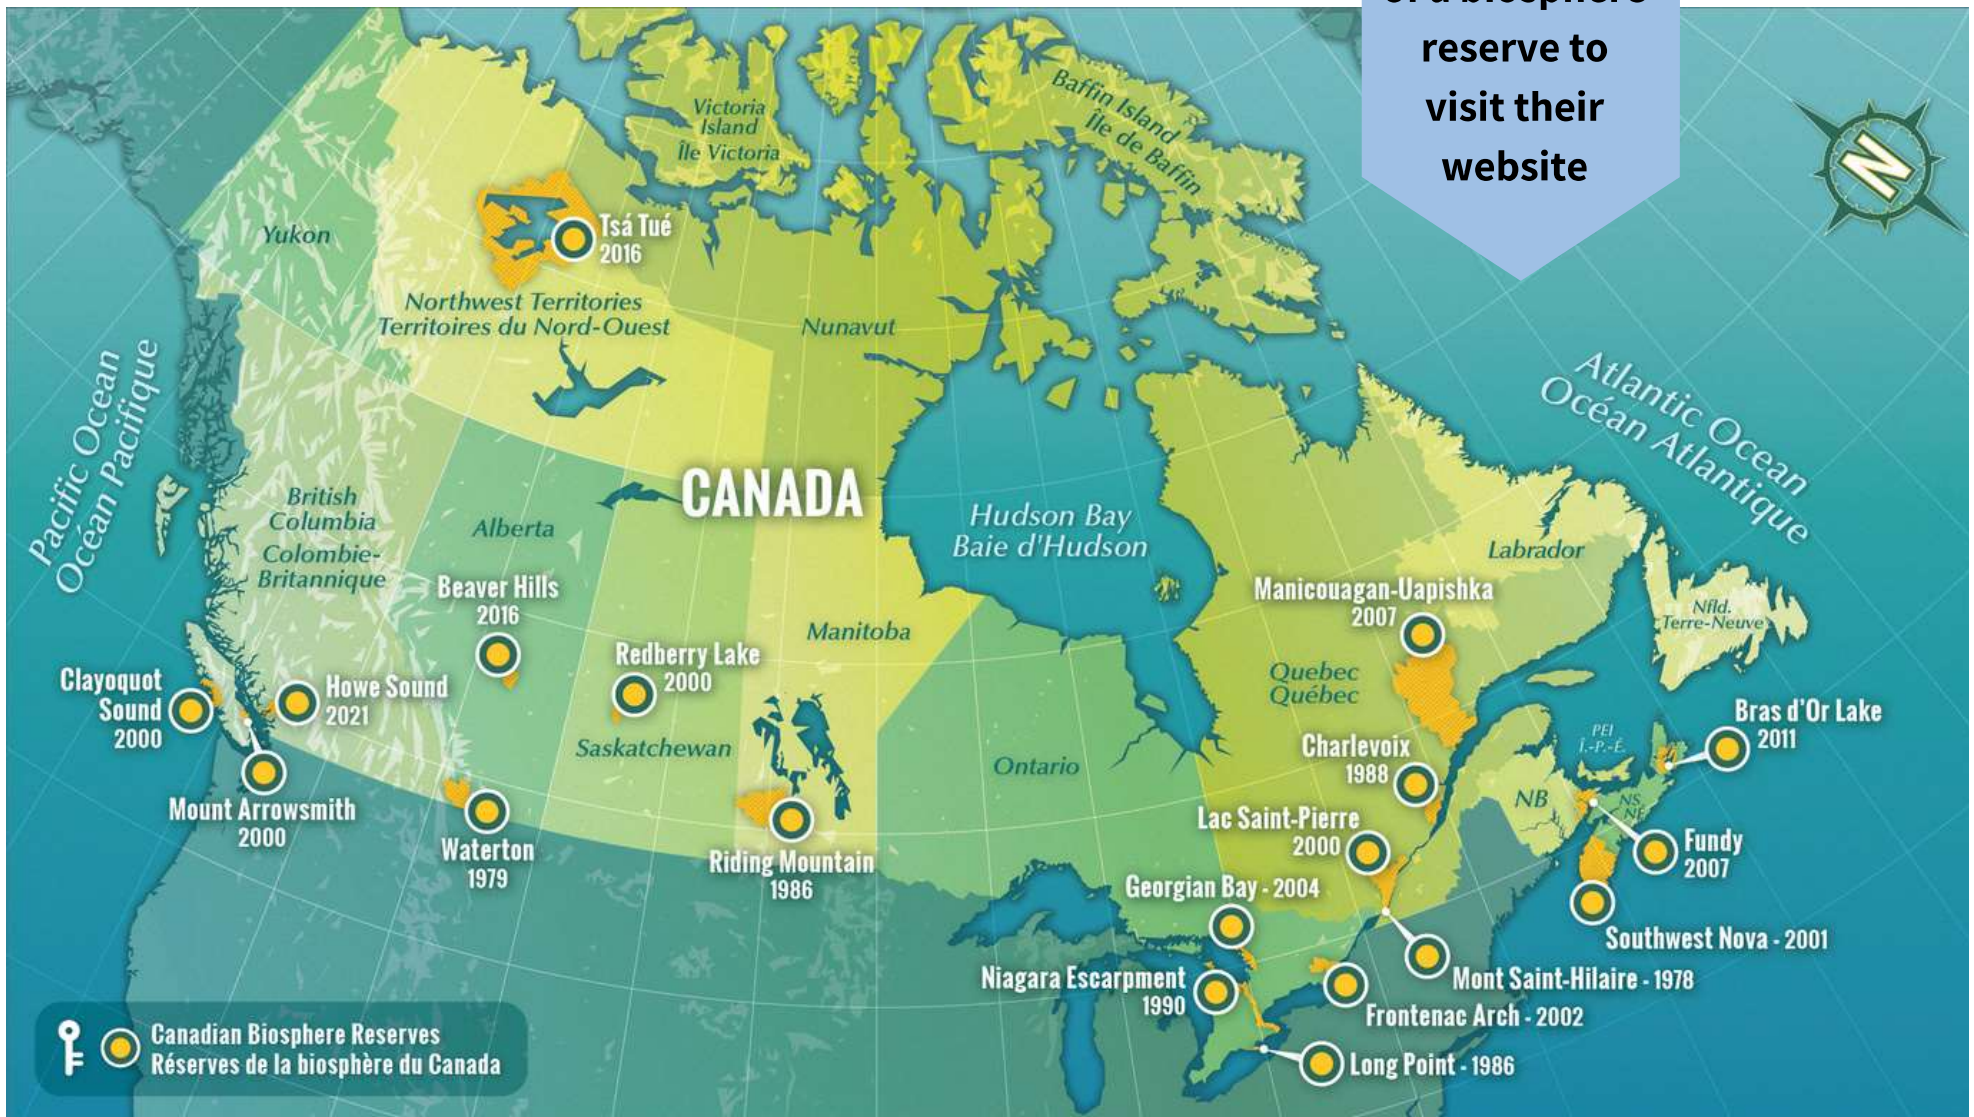 reserve to
visit their
website
N
Victoria
Island
Île Victoria
Baffin Island
Île de Baffin
Yukon
Tsá Tué
2016
Northwest Territories
Territoires du Nord-Ouest
Nunavut
Pacific Ocean
Océan Pacifique
Atlantic Ocean
Océan Atlantique
CANADA
Hudson Bay
Baie d'Hudson
British
Columbia
Colombie-
Britannique
Alberta
Labrador
Beaver Hills
2016
Manicouagan-Uapishka
2007
Nfld.
Terre-Neuve
Manitoba
Redberry Lake
2000
Quebec
Québec
Clayoquot
Sound
2000
Howe Sound
2021
Bras d'Or Lake
2011
PEI
Î.-P.-É.
Saskatchewan
Charlevoix
1988
Ontario
NB
NS
NÉ
Mount Arrowsmith
2000
Waterton
1979
Lac Saint-Pierre
2000
Fundy
2007
Riding Mountain
1986
Georgian Bay - 2004
Southwest Nova - 2001
Niagara Escarpment
1990
Mont Saint-Hilaire - 1978
Frontenac Arch - 2002
Long Point - 1986
Canadian Biosphere Reserves
Réserves de la biosphère du Canada